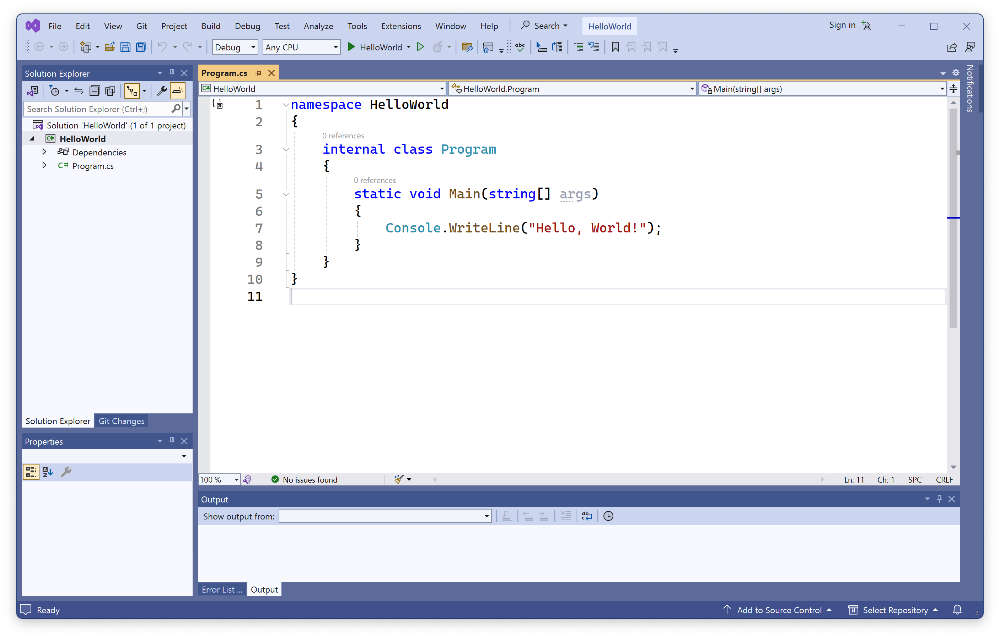 File Edit View Git Project Build Debug Test Analyze Tools Extensions Window Help Search HelloWorld Sign in
Debug Any CPU HelloWorld
Solution Explorer
Search Solution Explorer (Ctrl+;)
Solution 'HelloWorld' (1 of 1 project)
C# HelloWorld
Dependencies
C# Program.cs
Solution Explorer Git Changes
Properties
Program.cs
C# HelloWorld HelloWorld.Program Main(string[] args)
1 namespace HelloWorld
2 {
0 references
3 internal class Program
4 {
0 references
5 static void Main(string[] args)
6 {
7 Console.WriteLine("Hello, World!");
8 }
9 }
10 }
11
100 % No issues found Ln: 11 Ch: 1 SPC CRLF
Output
Show output from:
Error List ... Output
Notifications
Ready Add to Source Control Select Repository